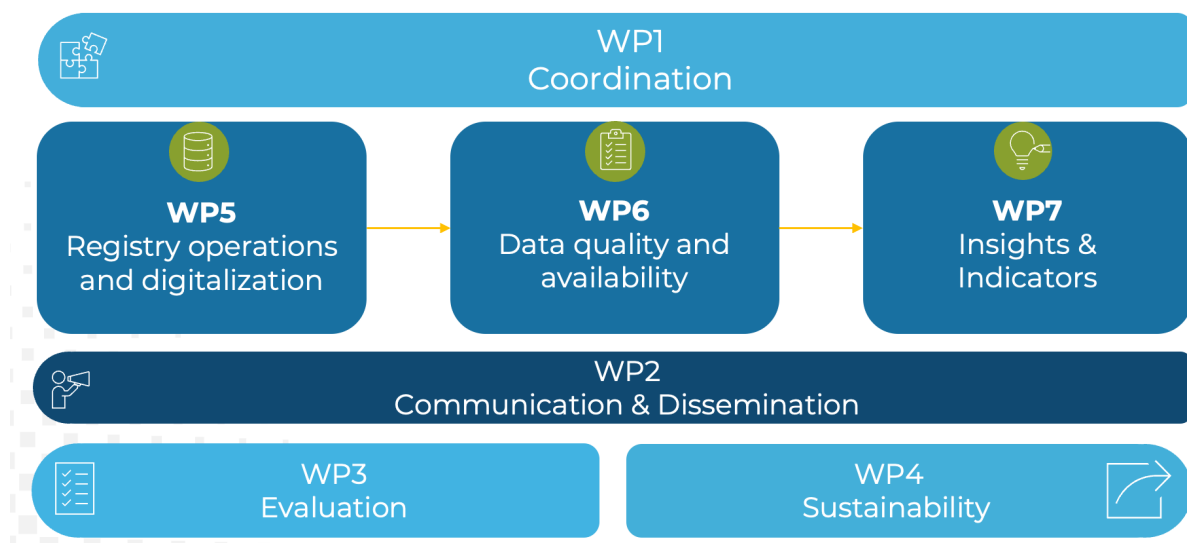 WP1
Coordination
WP5
Registry operations
and digitalization
WP6
Data quality and
availability
WP7
Insights &
Indicators
WP2
Communication & Dissemination
WP3
Evaluation
WP4
Sustainability